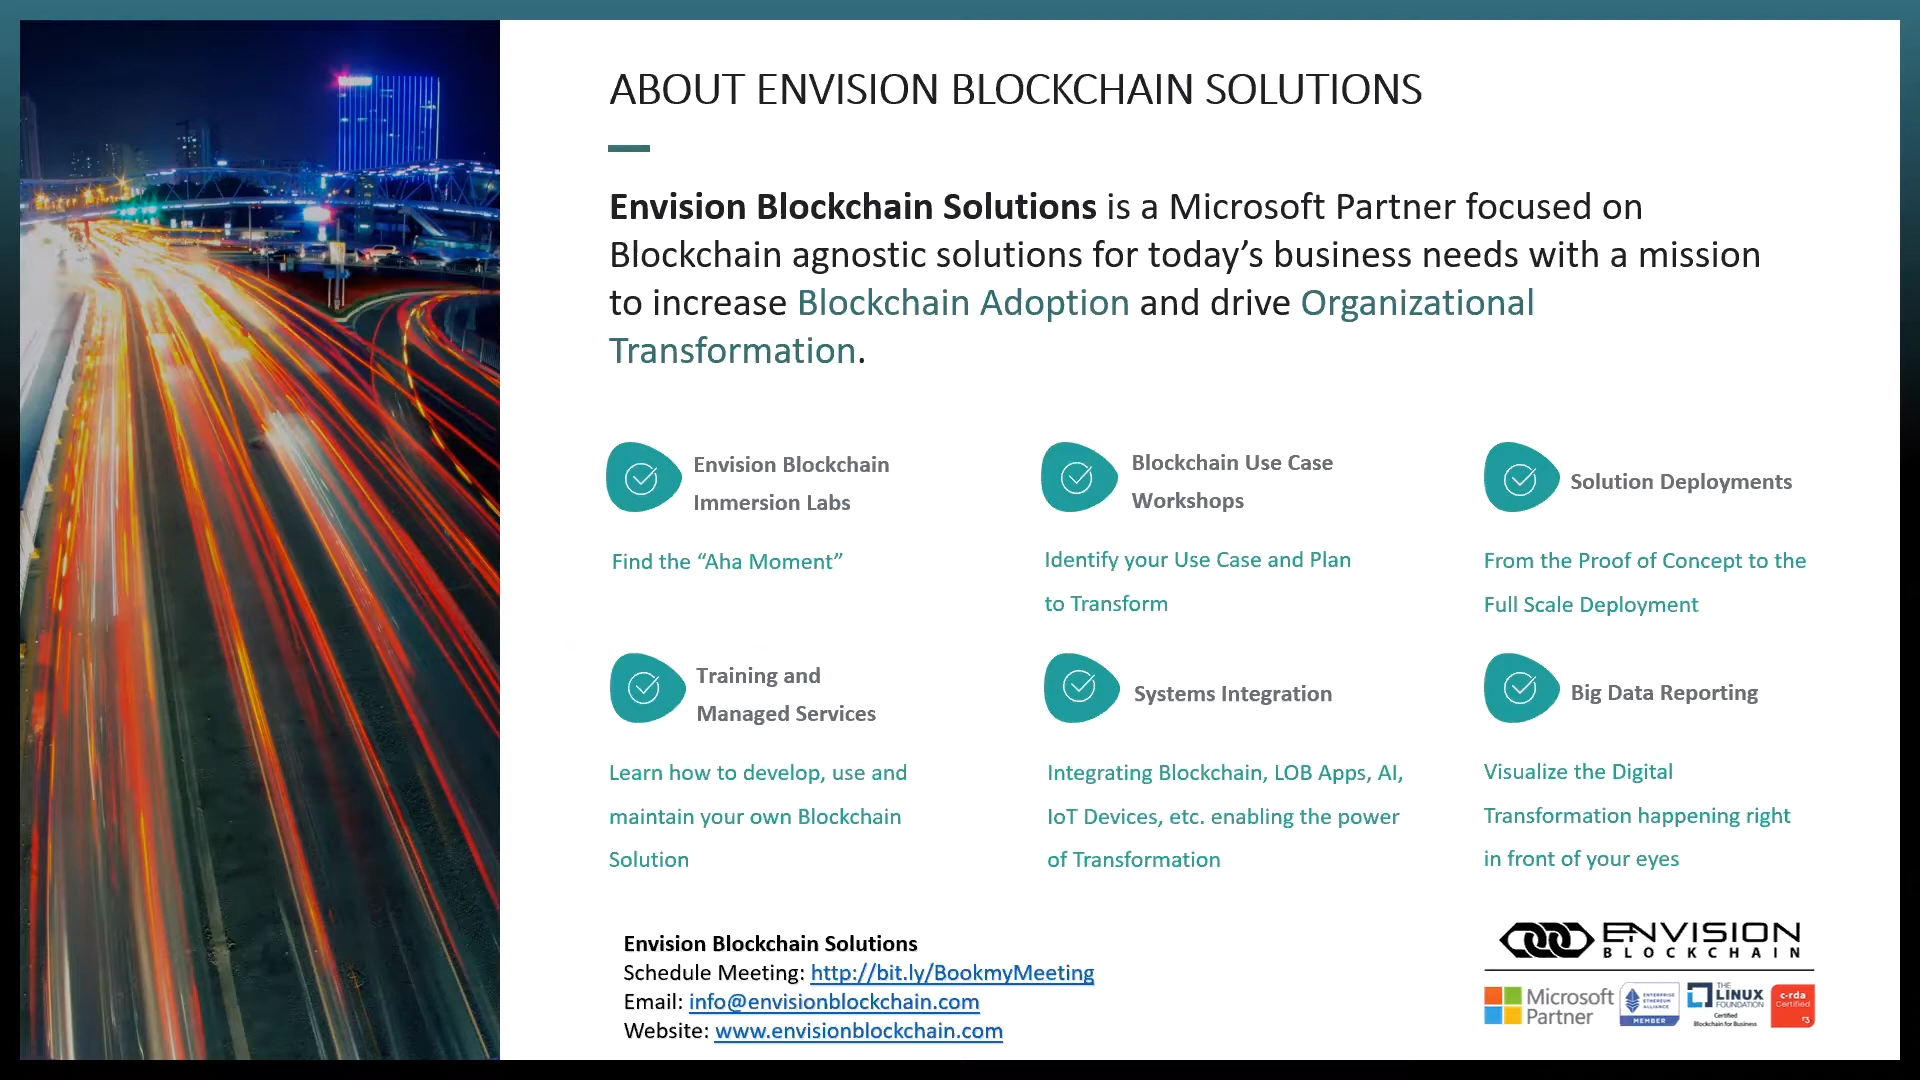 ABOUT ENVISION BLOCKCHAIN SOLUTIONS
Envision Blockchain Solutions is a Microsoft Partner focused on
Blockchain agnostic solutions for today’s business needs with a mission
to increase Blockchain Adoption and drive Organizational
Transformation.
Envision Blockchain
Immersion Labs
Find the “Aha Moment”
Blockchain Use Case
Workshops
Identify your Use Case and Plan
to Transform
Solution Deployments
From the Proof of Concept to the
Full Scale Deployment
Training and
Managed Services
Learn how to develop, use and
maintain your own Blockchain
Solution
Systems Integration
Integrating Blockchain, LOB Apps, AI,
IoT Devices, etc. enabling the power
of Transformation
Big Data Reporting
Visualize the Digital
Transformation happening right
in front of your eyes
Envision Blockchain Solutions
Schedule Meeting: http://bit.ly/BookmyMeeting
Email: info@envisionblockchain.com
Website: www.envisionblockchain.com
ENVISION
BLOCKCHAIN
Microsoft
Partner
ENTERPRISE
ETHEREUM
ALLIANCE
MEMBER
THE
LINUX
FOUNDATION
Certified
Blockchain for Business
c·rda
Certified
r3